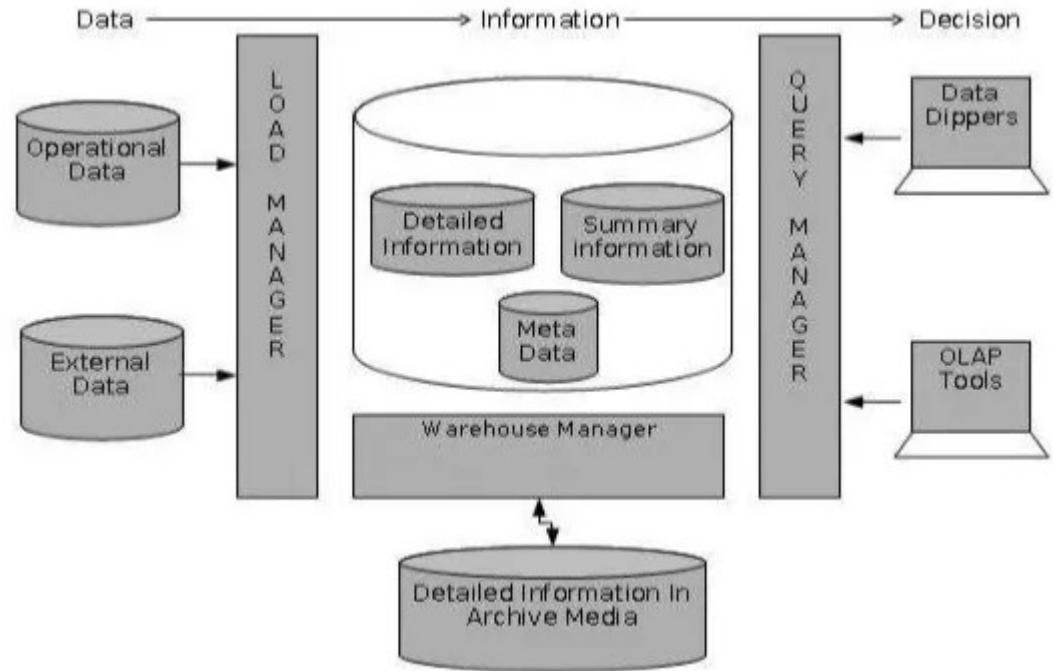 Data
Information
Decision
Operational
Data
External
Data
LOAD MANAGER
Detailed
Information
Summary
information
Meta
Data
Warehouse Manager
Detailed Information In
Archive Media
QUERY MANAGER
Data
Dippers
OLAP
Tools